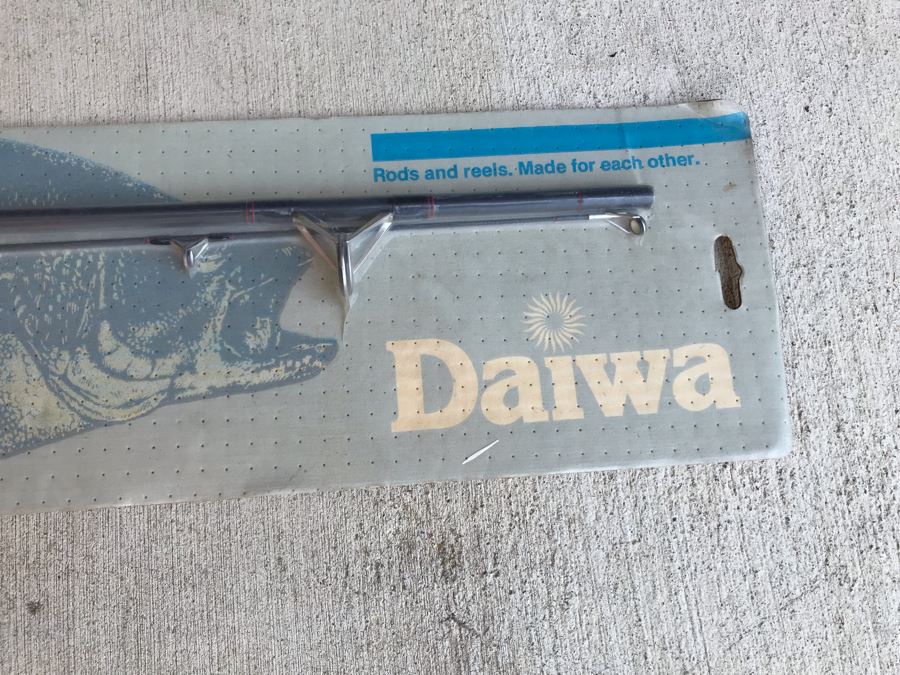 Rods and reels. Made for each other.
Daiwa